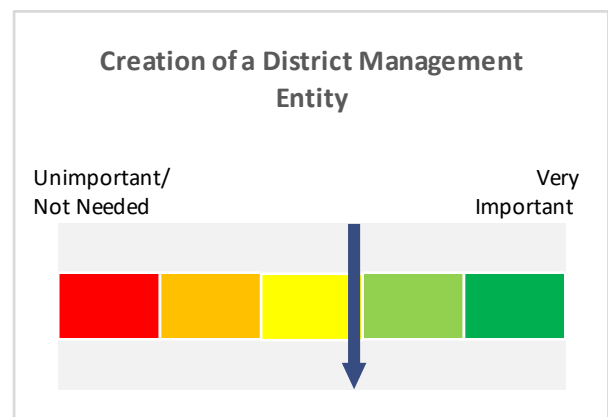 Creation of a District Management
Entity
Unimportant/
Not Needed
Very
Important